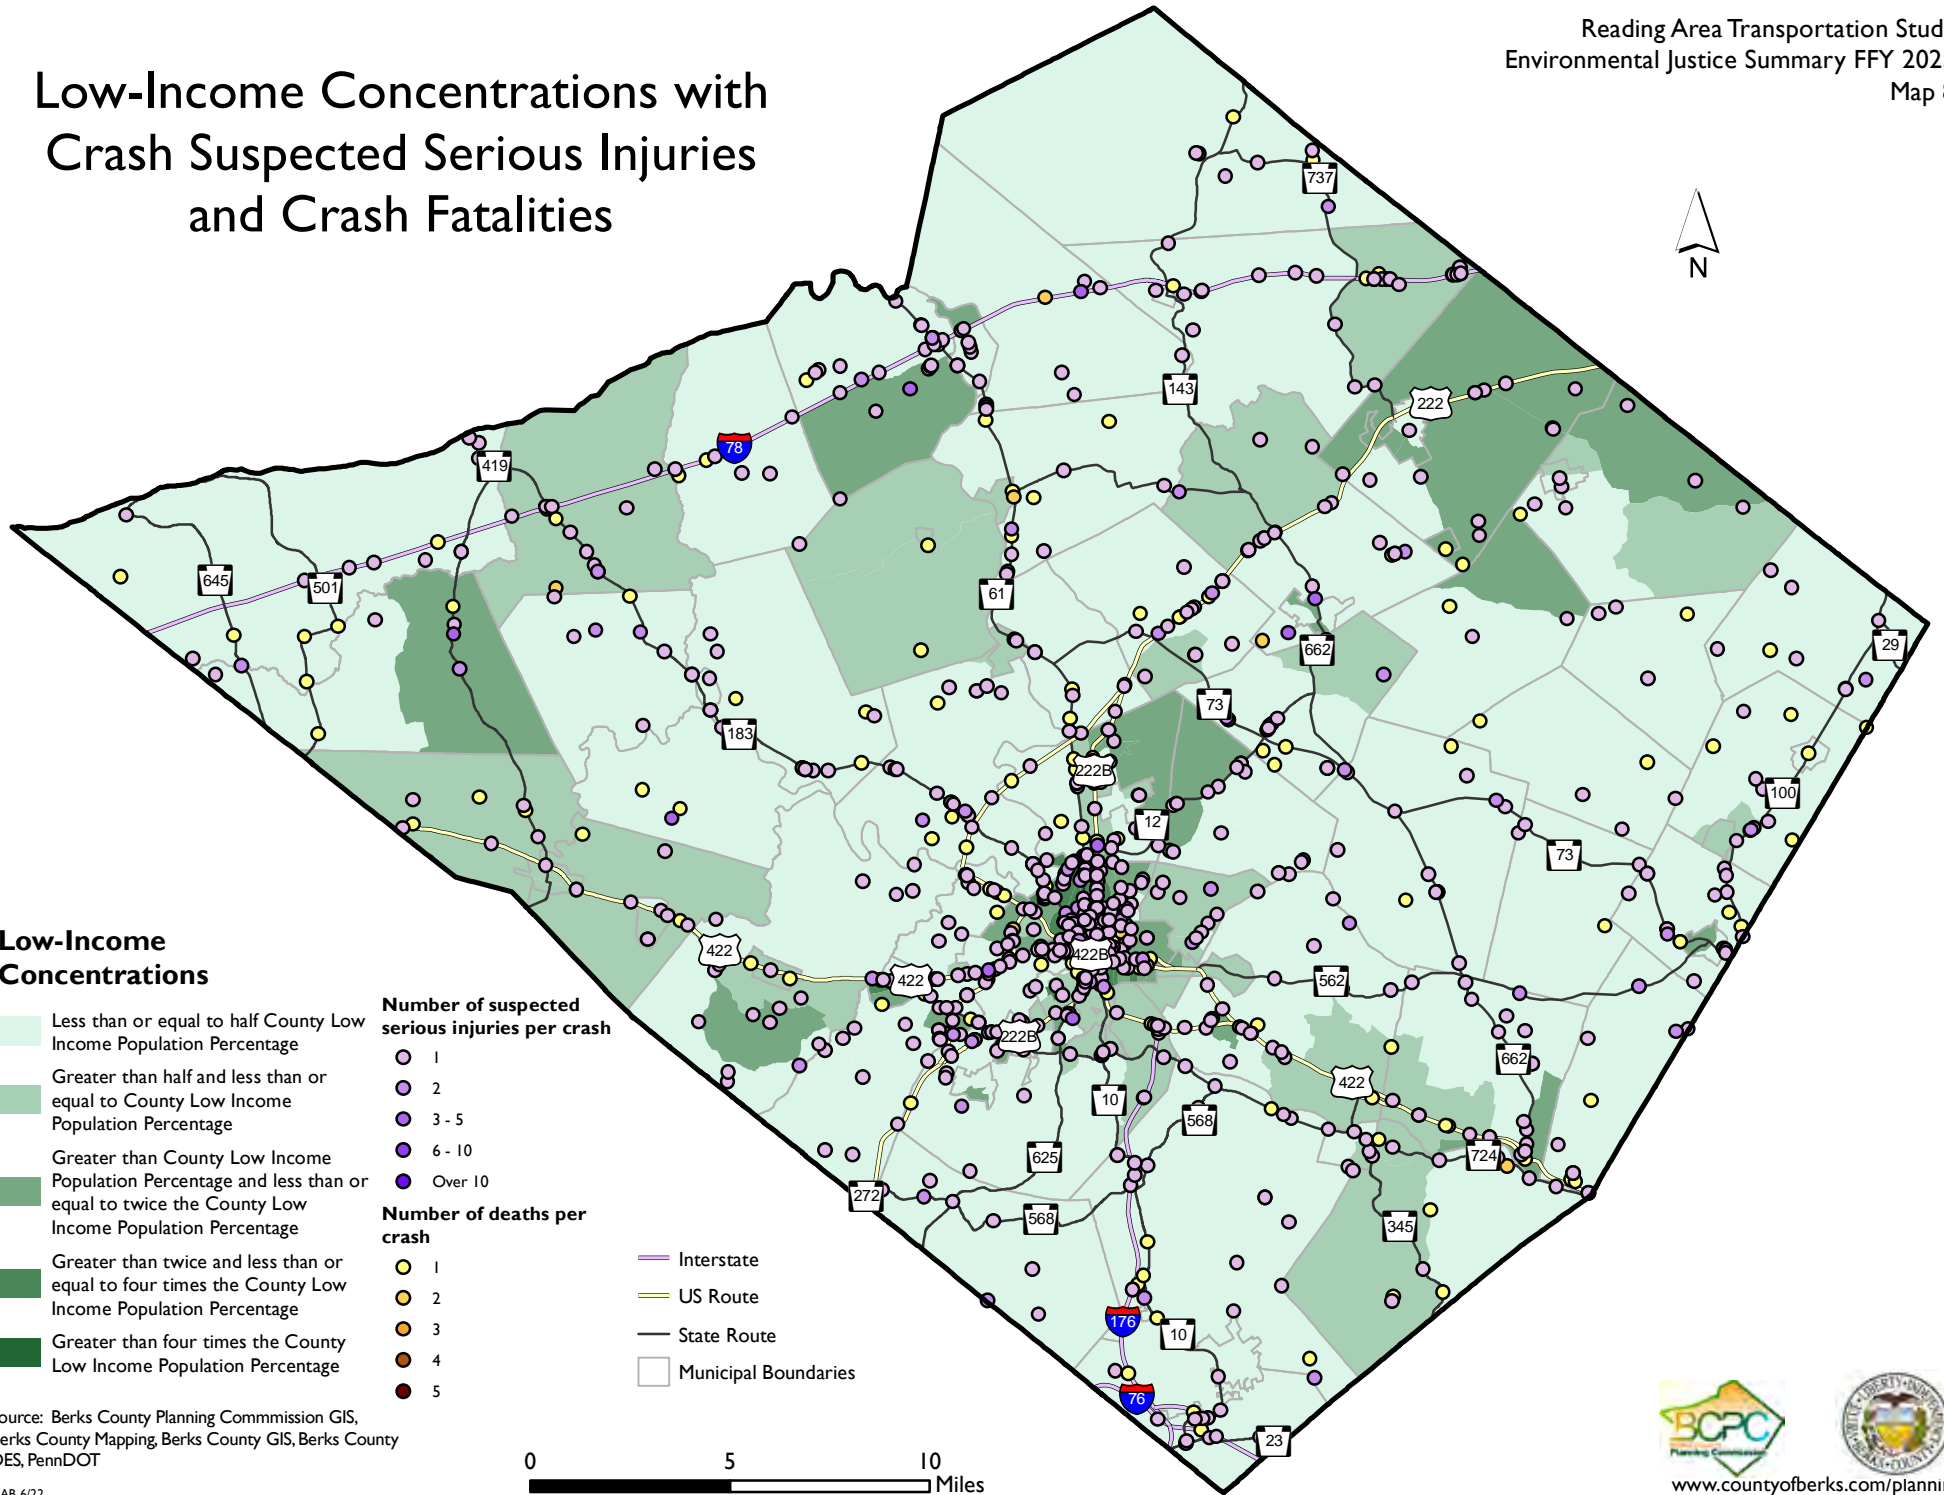 Low-Income Concentrations with
Crash Suspected Serious Injuries
and Crash Fatalities
Reading Area Transportation Stud
Environmental Justice Summary FFY 202
Map
N
737
143
222
78
419
645
501
61
662
29
73
183
222B
12
100
73
422
422
422B
562
222B
662
422
10
568
625
724
272
568
345
176
10
76
23
Low-Income
Concentrations
Less than or equal to half County Low
Income Population Percentage
Greater than half and less than or
equal to County Low Income
Population Percentage
Greater than County Low Income
Population Percentage and less than or
equal to twice the County Low
Income Population Percentage
Greater than twice and less than or
equal to four times the County Low
Income Population Percentage
Greater than four times the County
Low Income Population Percentage
Number of suspected
serious injuries per crash
1
2
3 - 5
6 - 10
Over 10
Number of deaths per
crash
1
2
3
4
5
Interstate
US Route
State Route
Municipal Boundaries
ource: Berks County Planning Commmission GIS,
erks County Mapping, Berks County GIS, Berks County
DES, PennDOT
AB 6/22
0 5 10
Miles
BCPC
Planning Commission
www.countyofberks.com/plannin